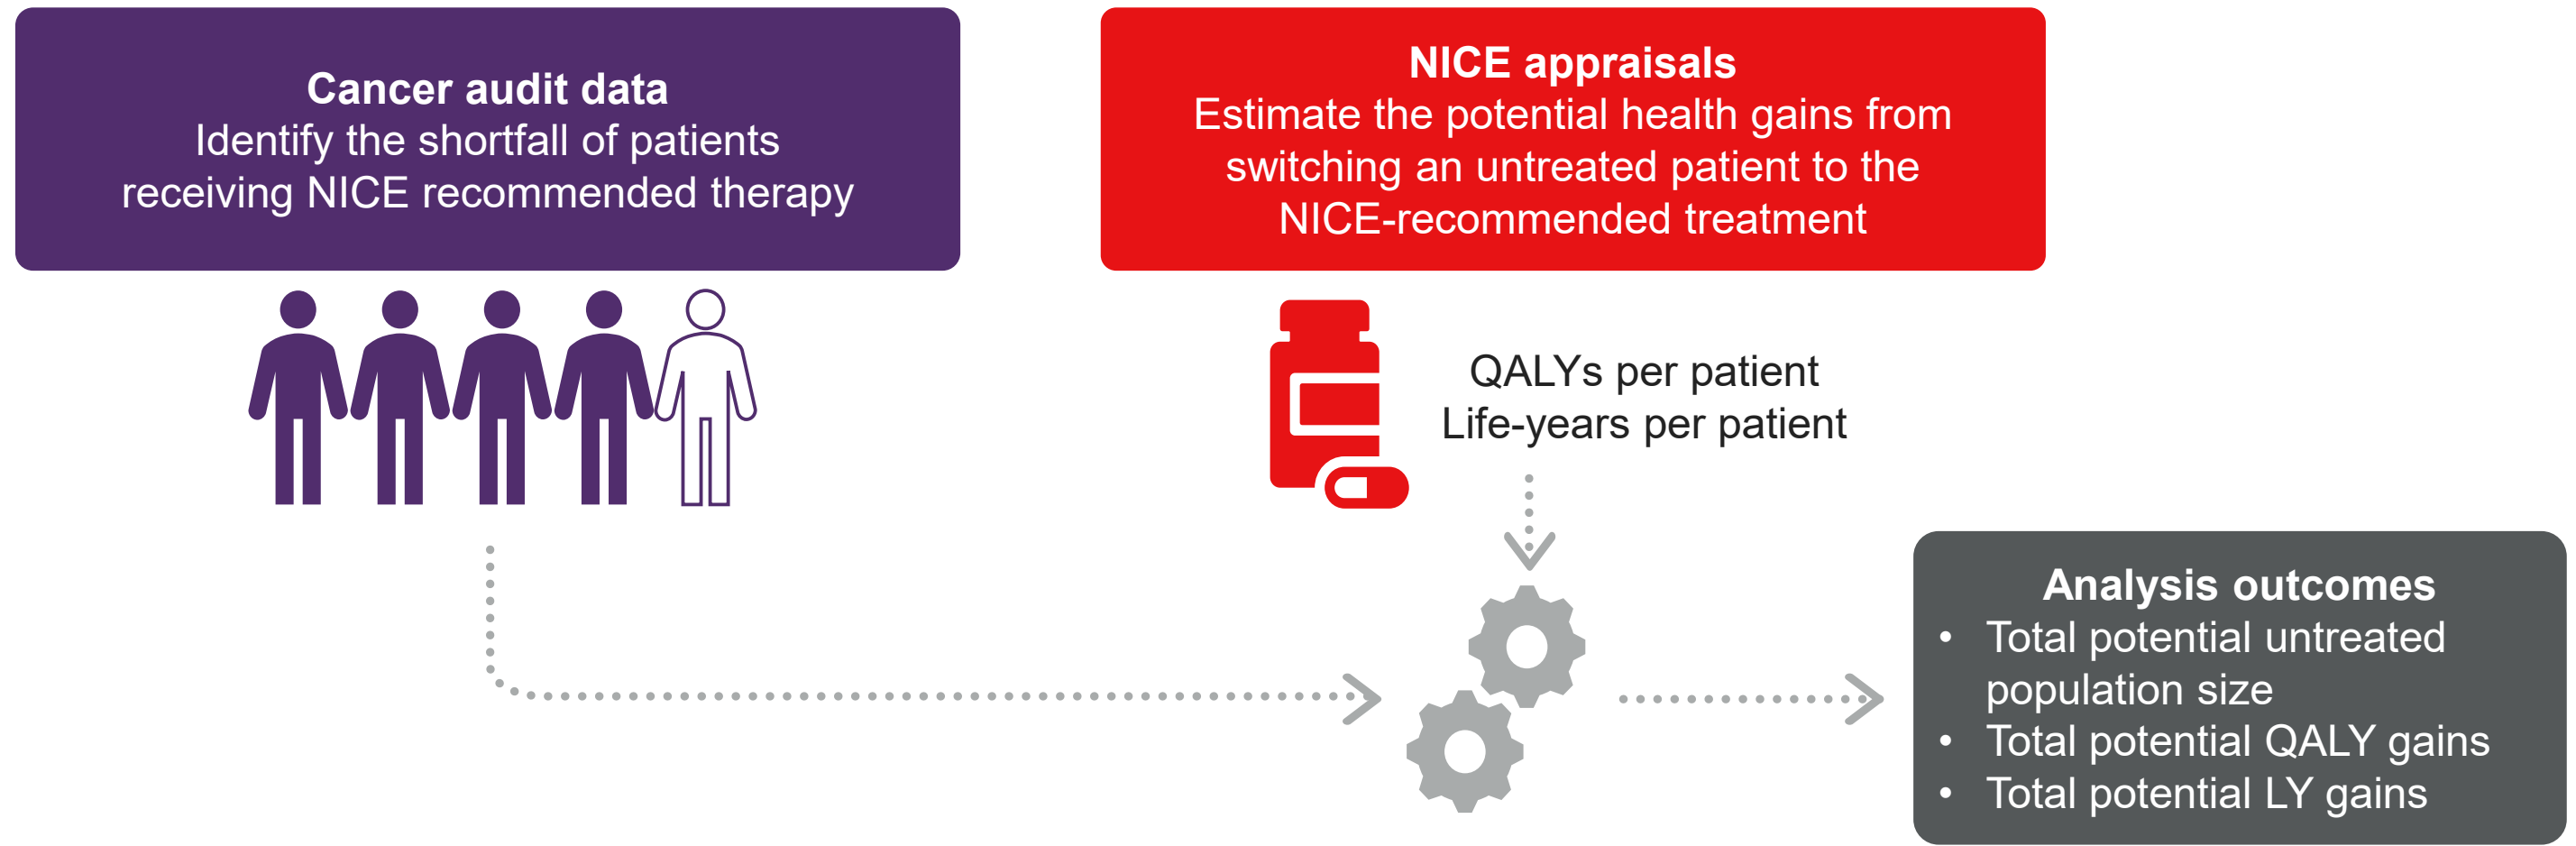 Cancer audit data
Identify the shortfall of patients
receiving NICE recommended therapy
NICE appraisals
Estimate the potential health gains from
switching an untreated patient to the
NICE-recommended treatment
QALYs per patient
Life-years per patient
Analysis outcomes
• Total potential untreated
population size
• Total potential QALY gains
• Total potential LY gains